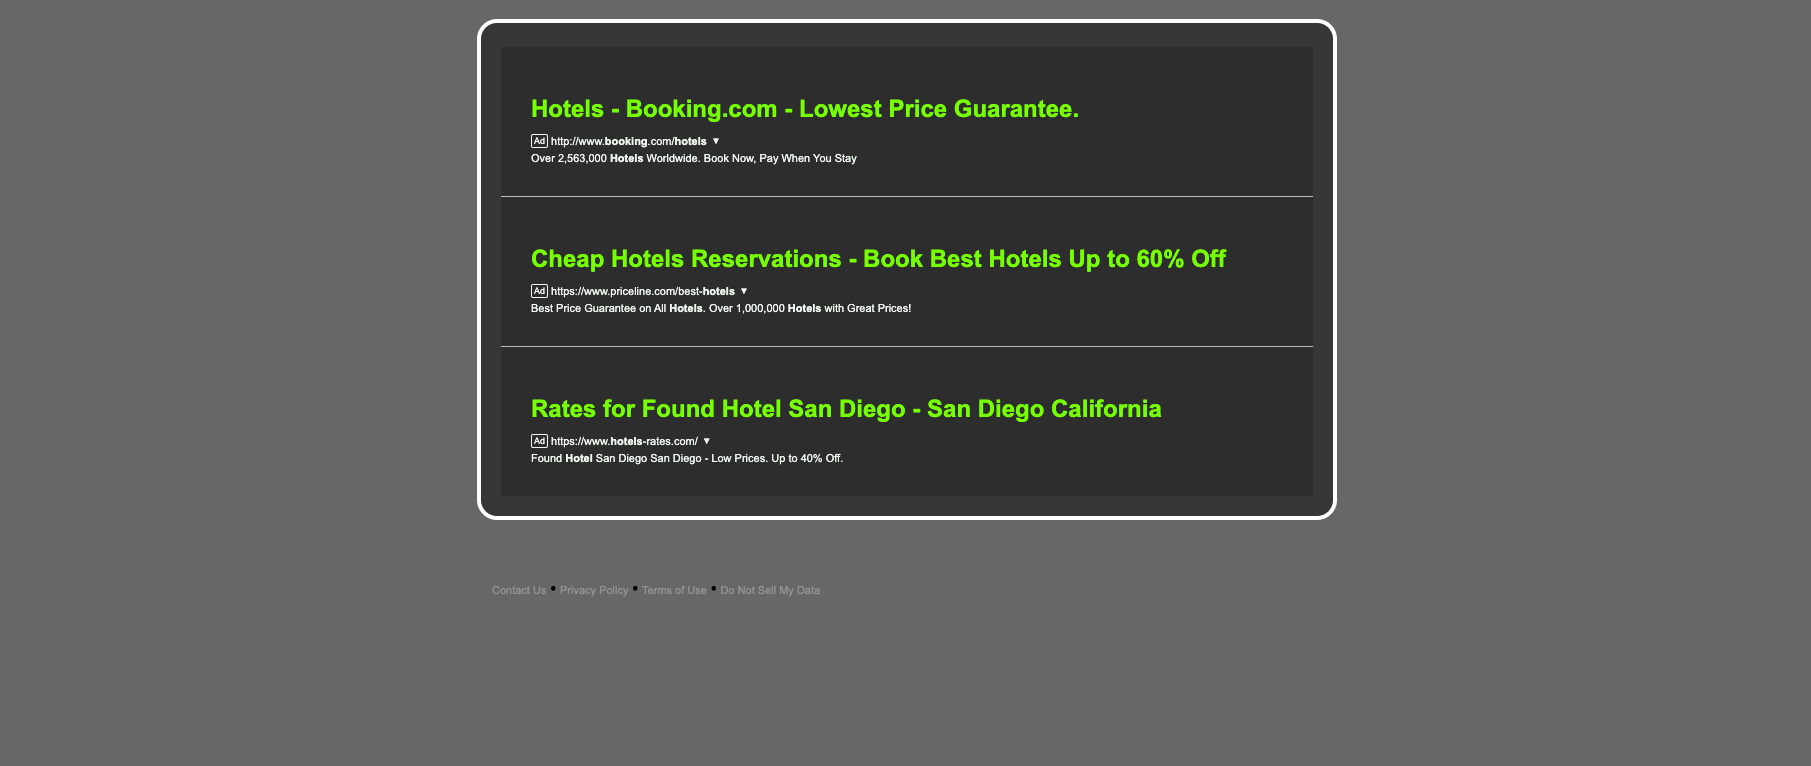 Hotels - Booking.com - Lowest Price Guarantee.
Ad http://www.booking.com/hotels ▼
Over 2,563,000 Hotels Worldwide. Book Now, Pay When You Stay
Cheap Hotels Reservations - Book Best Hotels Up to 60% Off
Ad https://www.priceline.com/best-hotels ▼
Best Price Guarantee on All Hotels. Over 1,000,000 Hotels with Great Prices!
Rates for Found Hotel San Diego - San Diego California
Ad https://www.hotels-rates.com/ ▼
Found Hotel San Diego San Diego - Low Prices. Up to 40% Off.
Contact Us • Privacy Policy • Terms of Use • Do Not Sell My Data